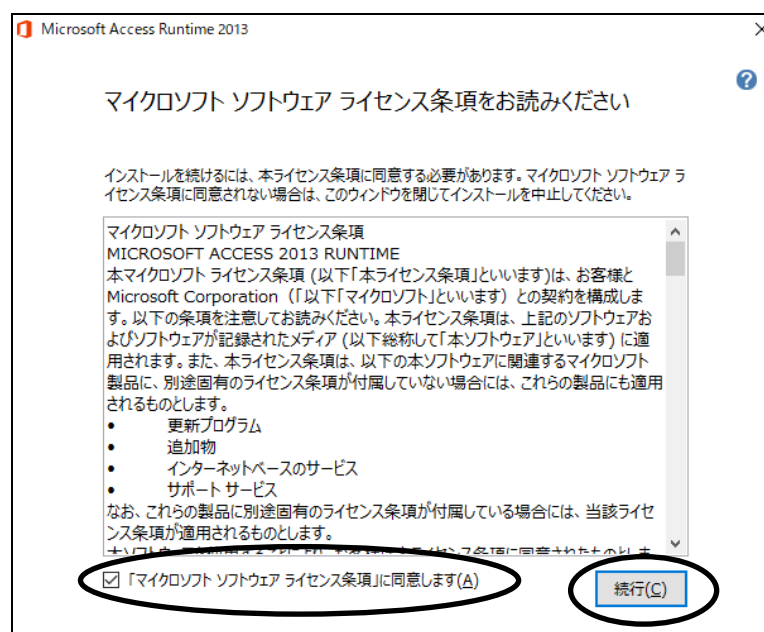 Microsoft Access Runtime 2013
マイクロソフト ソフトウェア ライセンス条項をお読みください
インストールを続けるには、本ライセンス条項に同意する必要があります。マイクロソフト ソフトウェア ラ
イセンス条項に同意されない場合は、このウィンドウを閉じてインストールを中止してください。
マイクロソフト ソフトウェア ライセンス条項
MICROSOFT ACCESS 2013 RUNTIME
本マイクロソフト ライセンス条項 (以下「本ライセンス条項」といいます)は、お客様と
Microsoft Corporation（「以下「マイクロソフト」といいます）との契約を構成しま
す。以下の条項を注意してお読みください。本ライセンス条項は、上記のソフトウェアお
よびソフトウェアが記録されたメディア (以下総称して「本ソフトウェア」といいます) に適
用されます。また、本ライセンス条項は、以下の本ソフトウェアに関連するマイクロソフト
製品に、別途固有のライセンス条項が付属していない場合には、これらの製品にも適用
されるものとします。
• 更新プログラム
• 追加物
• インターネットベースのサービス
• サポート サービス
なお、これらの製品に別途固有のライセンス条項が付属している場合には、当該ライセ
ンス条項が適用されるものとします。
「マイクロソフト ソフトウェア ライセンス条項」に同意します(A)
続行(C)